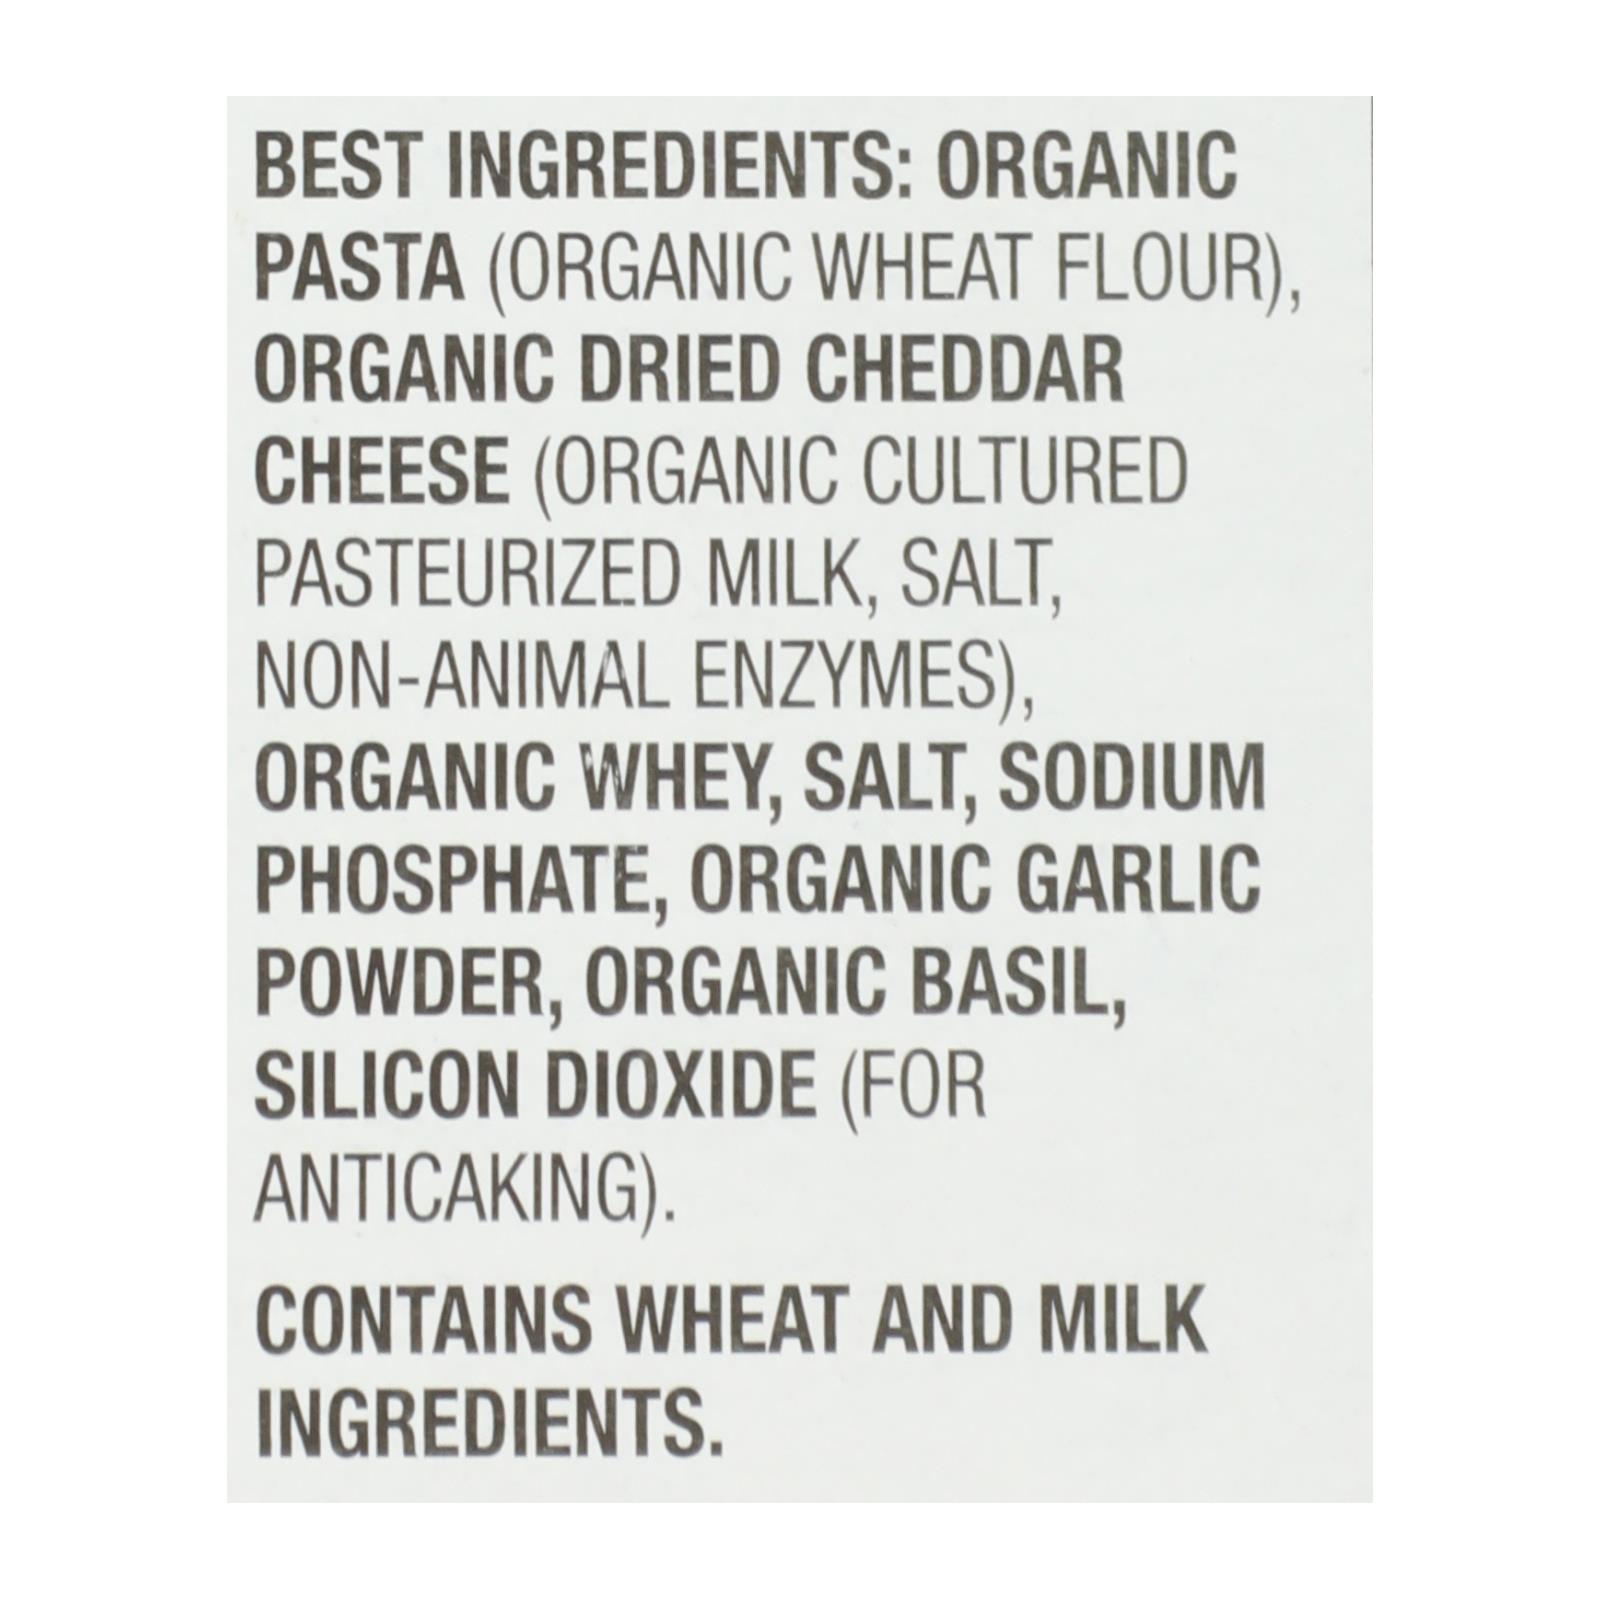 BEST INGREDIENTS: ORGANIC
PASTA (ORGANIC WHEAT FLOUR),
ORGANIC DRIED CHEDDAR
CHEESE (ORGANIC CULTURED
PASTEURIZED MILK, SALT,
NON-ANIMAL ENZYMES),
ORGANIC WHEY, SALT, SODIUM
PHOSPHATE, ORGANIC GARLIC
POWDER, ORGANIC BASIL,
SILICON DIOXIDE (FOR
ANTICAKING).
CONTAINS WHEAT AND MILK
INGREDIENTS.